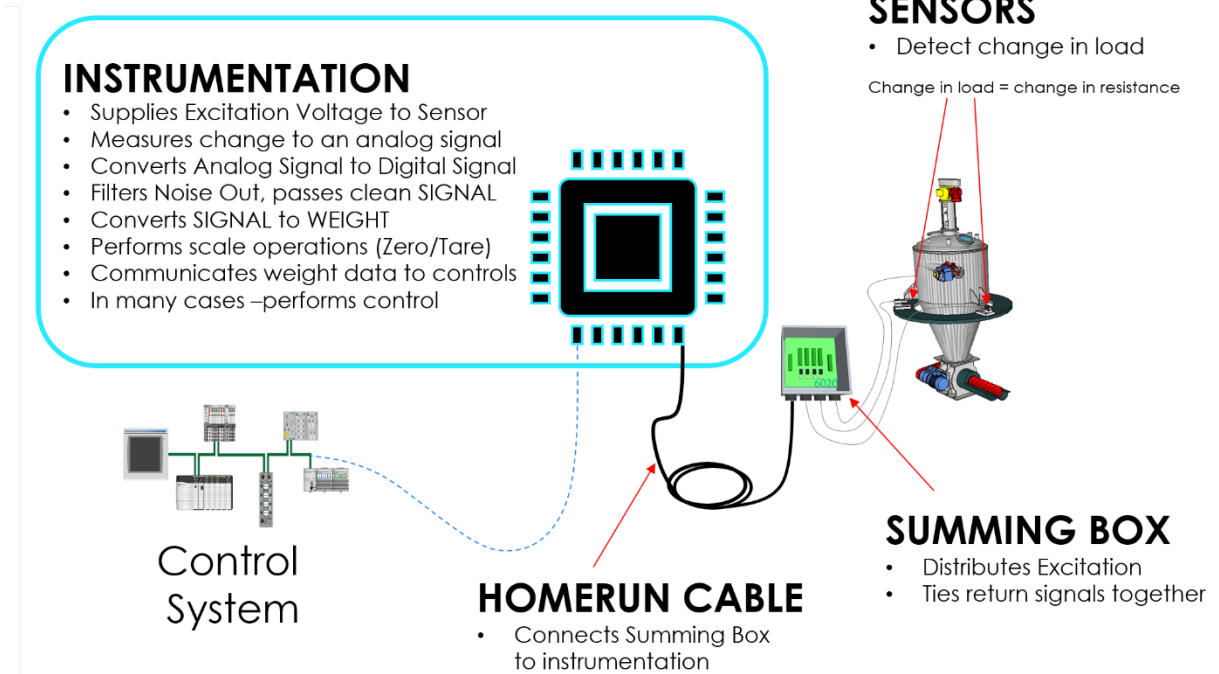 SENSORS
• Detect change in load
Change in load = change in resistance
INSTRUMENTATION
• Supplies Excitation Voltage to Sensor
• Measures change to an analog signal
• Converts Analog Signal to Digital Signal
• Filters Noise Out, passes clean SIGNAL
• Converts SIGNAL to WEIGHT
• Performs scale operations (Zero/Tare)
• Communicates weight data to controls
• In many cases –performs control
6020
Control
System
HOMERUN CABLE
• Connects Summing Box
to instrumentation
SUMMING BOX
• Distributes Excitation
• Ties return signals together